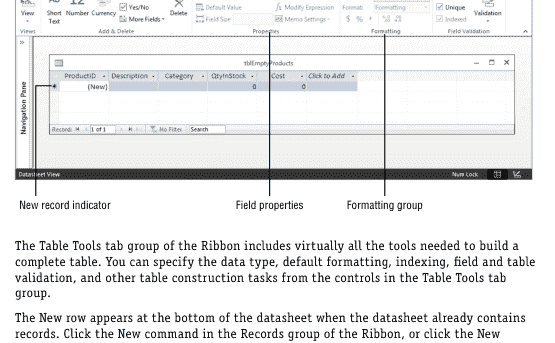 View
Short Text
12
Number
Currency
Yes/No
More Fields
Delete
Default Value
Field Size
Modify Expression
Memo Settings
Format:
Formatting
$ % ,
Unique
Indexed
Validation
Views
Add & Delete
Properties
Formatting
Field Validation
»
Navigation Pane
tblEmptyProducts
ProductID Description Category QtyInStock Cost Click to Add
* (New) 0 0
Record: 1 of 1 No Filter Search
Datasheet View Num Lock
New record indicator
Field properties
Formatting group
The Table Tools tab group of the Ribbon includes virtually all the tools needed to build a
complete table. You can specify the data type, default formatting, indexing, field and table
validation, and other table construction tasks from the controls in the Table Tools tab
group.
The New row appears at the bottom of the datasheet when the datasheet already contains
records. Click the New command in the Records group of the Ribbon, or click the New